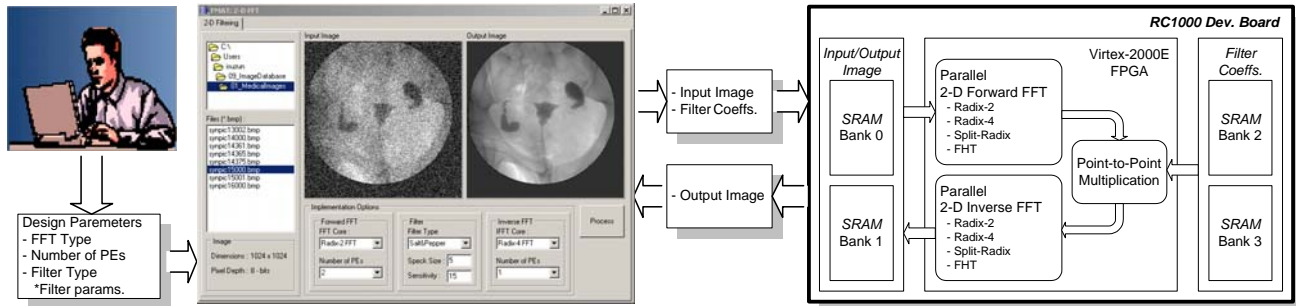 Design Paremeters
- FFT Type
- Number of PEs
- Filter Type
*Filter params.
FMAT: 2-D FFT
2-D Filtering
C:\
Users
inuzun
09_ImageDatabase
01_MedicalImages
Files (*.bmp) :
synpic13002.bmp
synpic14000.bmp
synpic14361.bmp
synpic14365.bmp
synpic14375.bmp
synpic15000.bmp
synpic15001.bmp
synpic16000.bmp
Image
Dimensions : 1024 x 1024
Pixel Depth : 8 - bits
Input Image
Output Image
Implementation Options
Forward FFT
FFT Core :
Radix-2 FFT
Number of PEs
2
Filter
Filter Type
Salt&Pepper
Speck Size :
5
Sensitivity :
15
Inverse FFT
IFFT Core :
Radix-4 FFT
Number of PEs
1
Process
- Input Image
- Filter Coeffs.
- Output Image
RC1000 Dev. Board
Input/Output
Image
SRAM
Bank 0
SRAM
Bank 1
Virtex-2000E
FPGA
Parallel
2-D Forward FFT
- Radix-2
- Radix-4
- Split-Radix
- FHT
Point-to-Point
Multiplication
Parallel
2-D Inverse FFT
- Radix-2
- Radix-4
- Split-Radix
- FHT
Filter
Coeffs.
SRAM
Bank 2
SRAM
Bank 3